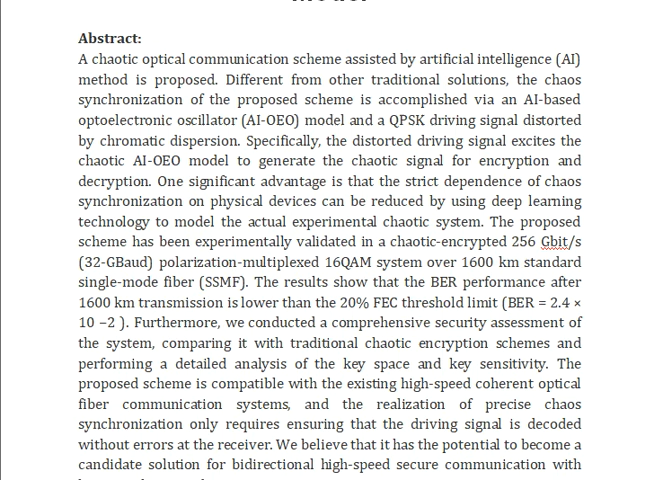 Abstract:
A chaotic optical communication scheme assisted by artificial intelligence (AI)
method is proposed. Different from other traditional solutions, the chaos
synchronization of the proposed scheme is accomplished via an AI-based
optoelectronic oscillator (AI-OEO) model and a QPSK driving signal distorted
by chromatic dispersion. Specifically, the distorted driving signal excites the
chaotic AI-OEO model to generate the chaotic signal for encryption and
decryption. One significant advantage is that the strict dependence of chaos
synchronization on physical devices can be reduced by using deep learning
technology to model the actual experimental chaotic system. The proposed
scheme has been experimentally validated in a chaotic-encrypted 256 Gbit/s
(32-GBaud) polarization-multiplexed 16QAM system over 1600 km standard
single-mode fiber (SSMF). The results show that the BER performance after
1600 km transmission is lower than the 20% FEC threshold limit (BER = 2.4 ×
10 −2 ). Furthermore, we conducted a comprehensive security assessment of
the system, comparing it with traditional chaotic encryption schemes and
performing a detailed analysis of the key space and key sensitivity. The
proposed scheme is compatible with the existing high-speed coherent optical
fiber communication systems, and the realization of precise chaos
synchronization only requires ensuring that the driving signal is decoded
without errors at the receiver. We believe that it has the potential to become a
candidate solution for bidirectional high-speed secure communication with